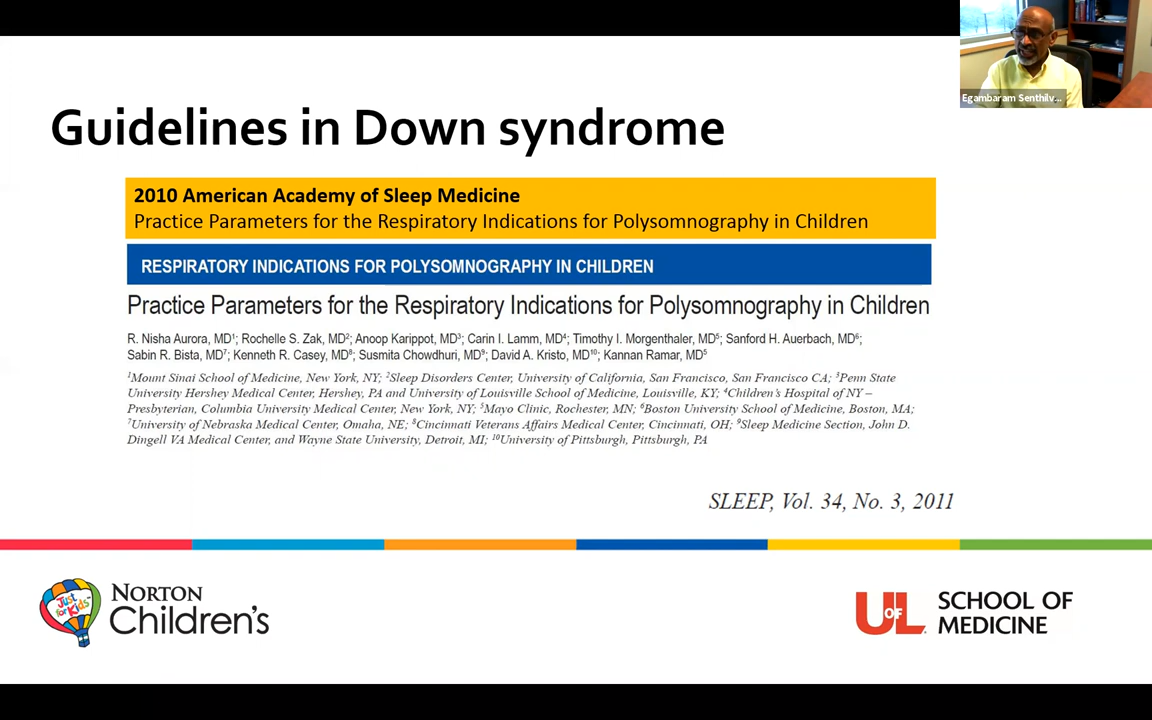 Egambaram Senthilv...
Guidelines in Down syndrome
2010 American Academy of Sleep Medicine
Practice Parameters for the Respiratory Indications for Polysomnography in Children
RESPIRATORY INDICATIONS FOR POLYSOMNOGRAPHY IN CHILDREN
Practice Parameters for the Respiratory Indications for Polysomnography in Children
R. Nisha Aurora, MD1; Rochelle S. Zak, MD2; Anoop Karippot, MD3; Carin I. Lamm, MD4; Timothy I. Morgenthaler, MD5; Sanford H. Auerbach, MD6;
Sabin R. Bista, MD7; Kenneth R. Casey, MD8; Susmita Chowdhuri, MD9; David A. Kristo, MD10; Kannan Ramar, MD5
1Mount Sinai School of Medicine, New York, NY; 2Sleep Disorders Center, University of California, San Francisco, San Francisco CA; 3Penn State
University Hershey Medical Center, Hershey, PA and University of Louisville School of Medicine, Louisville, KY; 4Children's Hospital of NY –
Presbyterian, Columbia University Medical Center, New York, NY; 5Mayo Clinic, Rochester, MN; 6Boston University School of Medicine, Boston, MA;
7University of Nebraska Medical Center, Omaha, NE; 8Cincinnati Veterans Affairs Medical Center, Cincinnati, OH; 9Sleep Medicine Section, John D.
Dingell VA Medical Center, and Wayne State University, Detroit, MI; 10University of Pittsburgh, Pittsburgh, PA
SLEEP, Vol. 34, No. 3, 2011
Just for Kids
NORTON
Children's
UOFL
SCHOOL OF
MEDICINE